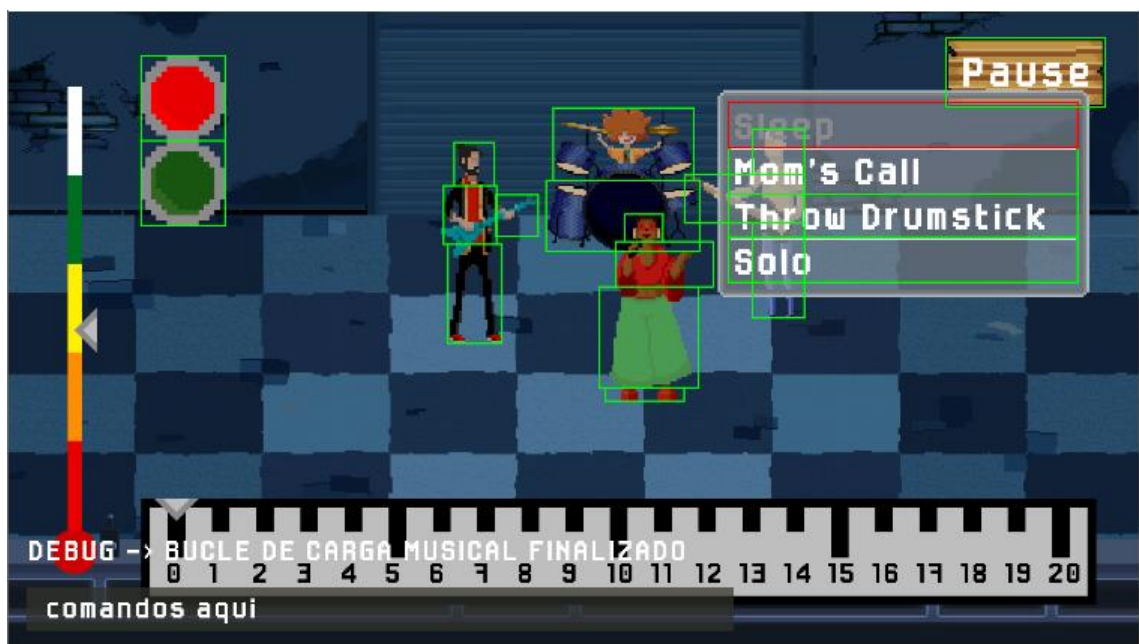 Pause
Sleep
Mom's Call
Throw Drumstick
Solo
DEBUG -> BUCLE DE CARGA MUSICAL FINALIZADO
0 1 2 3 4 5 6 7 8 9 10 11 12 13 14 15 16 17 18 19 20
comandos aqui